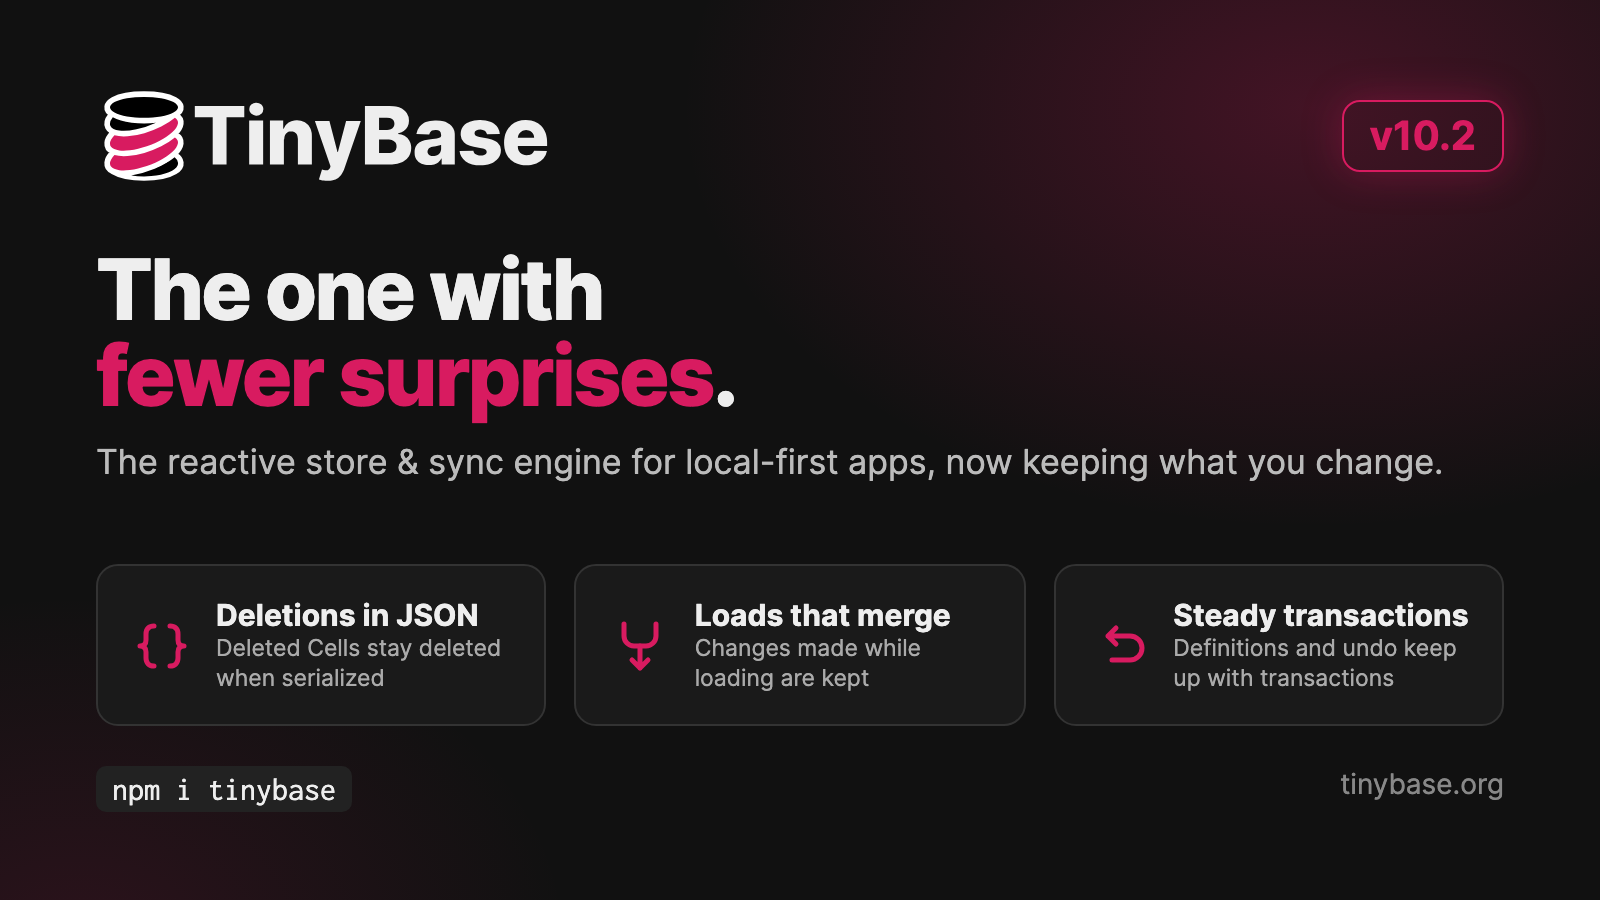 TinyBase
v10.2
The one with
fewer surprises.
The reactive store & sync engine for local-first apps, now keeping what you change.
Deletions in JSON
Deleted Cells stay deleted
when serialized
Loads that merge
Changes made while
loading are kept
Steady transactions
Definitions and undo keep
up with transactions
npm i tinybase
tinybase.org